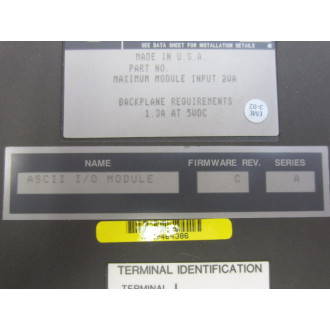 SEE DATA SHEET FOR INSTALLATION DETAILS
MADE IN U.S.A
PART NO.
MAXIMUM MODULE INPUT 2VA
BACKPLANE REQUIREMENTS
1.3A AT 5VDC
NAME FIRMWARE REV. SERIES
ASCII I/O MODULE C A
TERMINAL IDENTIFICATION
TERMINAL